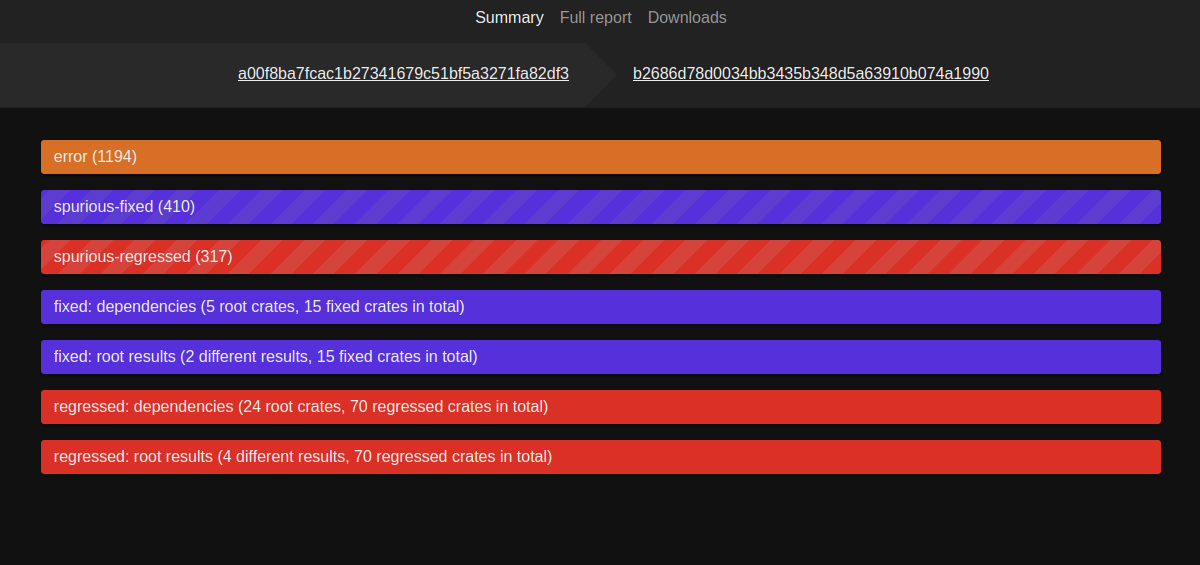 Summary Full report Downloads
a00f8ba7fcac1b27341679c51bf5a3271fa82df3 b2686d78d0034bb3435b348d5a63910b074a1990
error (1194)
spurious-fixed (410)
spurious-regressed (317)
fixed: dependencies (5 root crates, 15 fixed crates in total)
fixed: root results (2 different results, 15 fixed crates in total)
regressed: dependencies (24 root crates, 70 regressed crates in total)
regressed: root results (4 different results, 70 regressed crates in total)